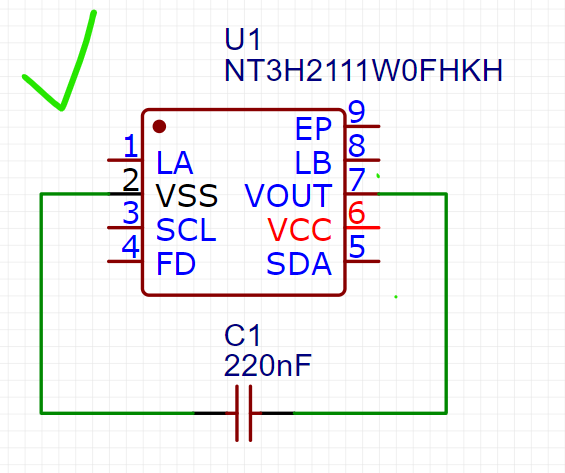 U1
NT3H2111W0FHKH
EP 9
1 LA LB 8
2 VSS VOUT 7
3 SCL VCC 6
4 FD SDA 5
C1
220nF